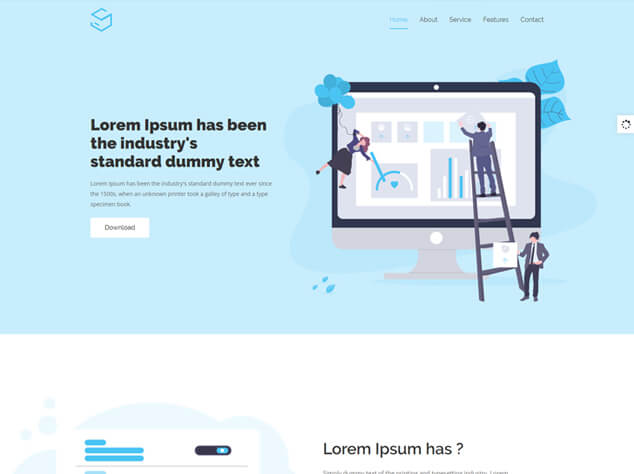 Home About Service Features Contact
Lorem Ipsum has been
the industry's
standard dummy text
Lorem Ipsum has been the industry's standard dummy text ever since
the 1500s, when an unknown printer took a galley of type and a type
specimen book.
Download
Lorem Ipsum has ?
Simply dummy text of the printing and typesetting industry. Lorem